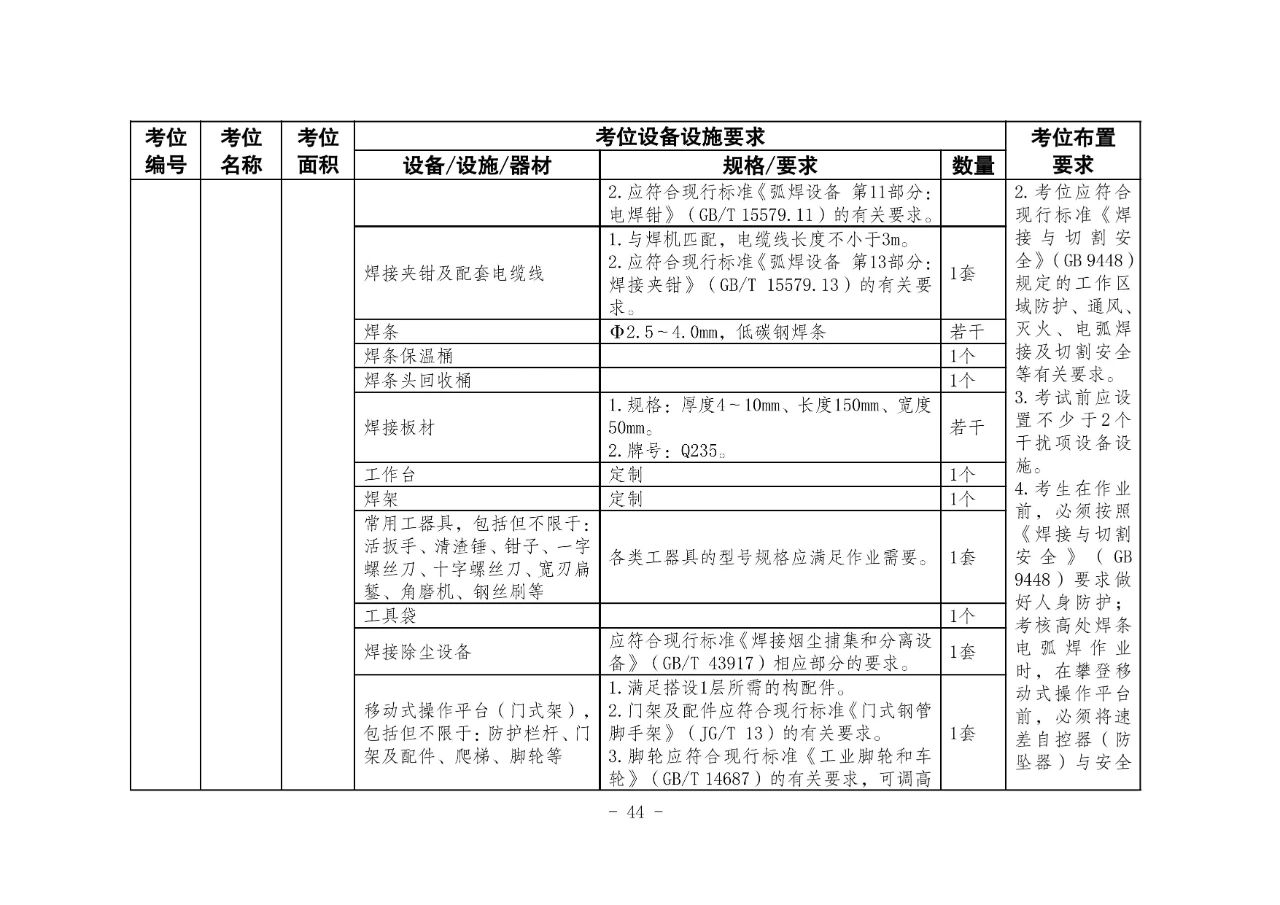 考位编号
考位名称
考位面积
考位设备设施要求
考位布置要求
设备/设施/器材
规格/要求
数量
2.应符合现行标准《弧焊设备 第11部分：
电焊钳》（GB/T 15579.11）的有关要求。
焊接夹钳及配套电缆线
1.与焊机匹配，电缆线长度不小于3m。
2.应符合现行标准《弧焊设备 第13部分：
焊接夹钳》（GB/T 15579.13）的有关要
求。
1套
焊条
Φ2.5～4.0mm，低碳钢焊条
若干
焊条保温桶
1个
焊条头回收桶
1个
焊接板材
1.规格：厚度4～10mm、长度150mm、宽度
50mm。
2.牌号：Q235。
若干
工作台
定制
1个
焊架
定制
1个
常用工器具，包括但不限于：
活扳手、清渣锤、钳子、一字
螺丝刀、十字螺丝刀、宽刃扁
錾、角磨机、钢丝刷等
各类工器具的型号规格应满足作业需要。
1套
工具袋
1个
焊接除尘设备
应符合现行标准《焊接烟尘捕集和分离设
备》（GB/T 43917）相应部分的要求。
1套
移动式操作平台（门式架），
包括但不限于：防护栏杆、门
架及配件、爬梯、脚轮等
1.满足搭设1层所需的构配件。
2.门架及配件应符合现行标准《门式钢管
脚手架》（JG/T 13）的有关要求。
3.脚轮应符合现行标准《工业脚轮和车
轮》（GB/T 14687）的有关要求，可调高
1套
2.考位应符合
现行标准《焊
接与切割安
全》（GB 9448）
规定的工作区
域防护、通风、
灭火、电弧焊
接及切割安全
等有关要求。
3.考试前应设
置不少于2个
干扰项设备设
施。
4.考生在作业
前，必须按照
《焊接与切割
安全》（GB
9448）要求做
好人身防护；
考核高处焊条
电弧焊作业
时，在攀登移
动式操作平台
前，必须将速
差自控器（防
坠器）与安全
- 44 -